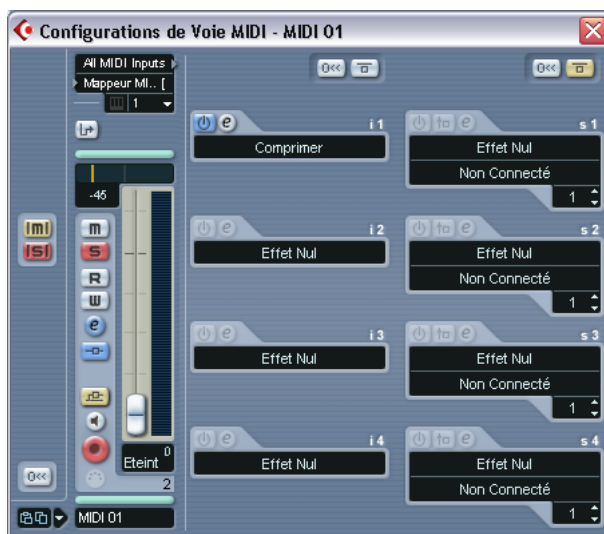 Configurations de Voie MIDI - MIDI 01
All MIDI Inputs
Mappeur MI.. [
1
-45
m
S
R
W
e
0
Eteint
2
MIDI 01
|m|
|S|
0<<
0<<
0<<
e i 1
Comprimer
e i 2
Effet Nul
e i 3
Effet Nul
e i 4
Effet Nul
e s 1
Effet Nul
Non Connecté
1
e s 2
Effet Nul
Non Connecté
1
e s 3
Effet Nul
Non Connecté
1
e s 4
Effet Nul
Non Connecté
1